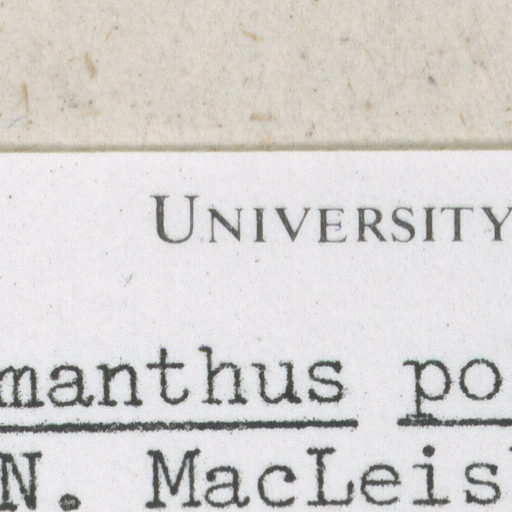 UNIVERSITY
manthus po
N. MacLeis